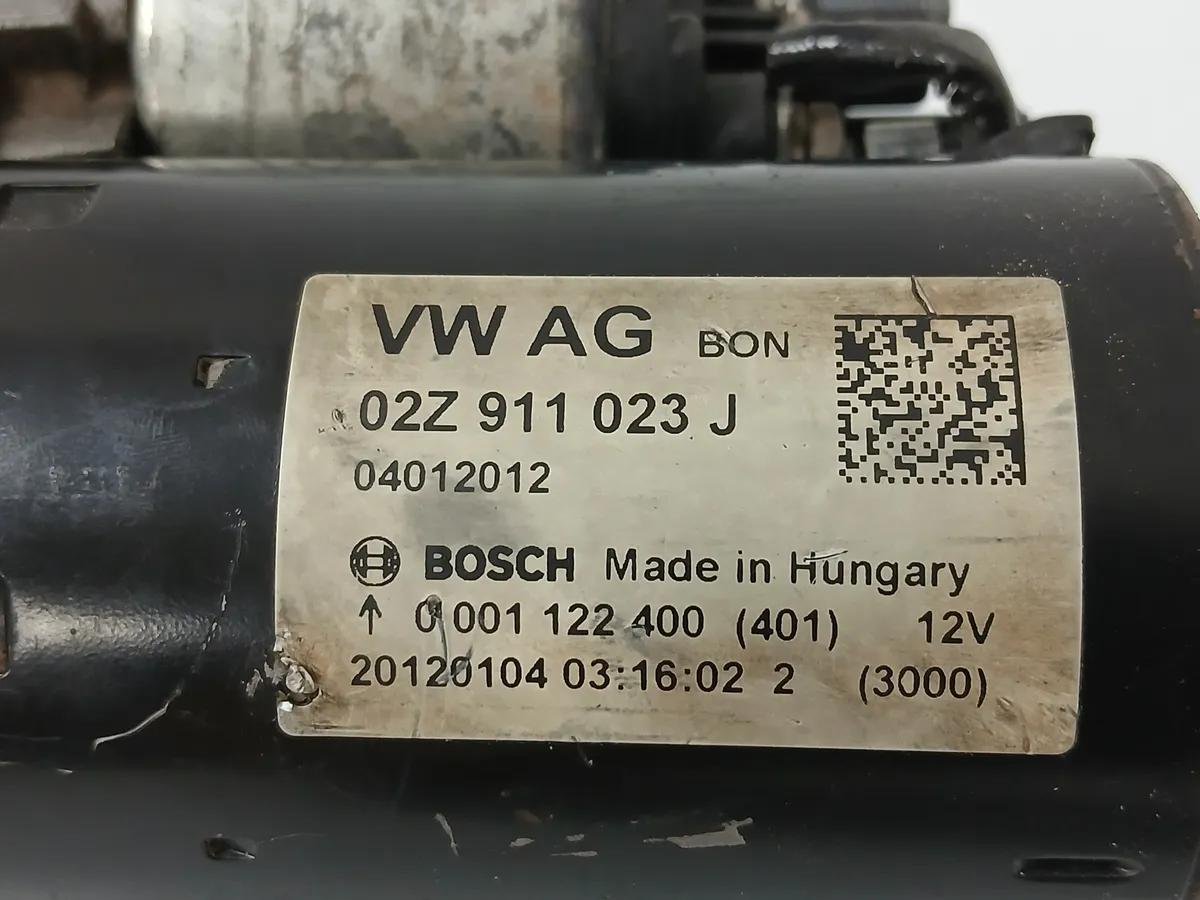 VW AG BON
02Z 911 023 J
04012012
BOSCH Made in Hungary
↑ 0 001 122 400 (401) 12V
20120104 03:16:02 2 (3000)